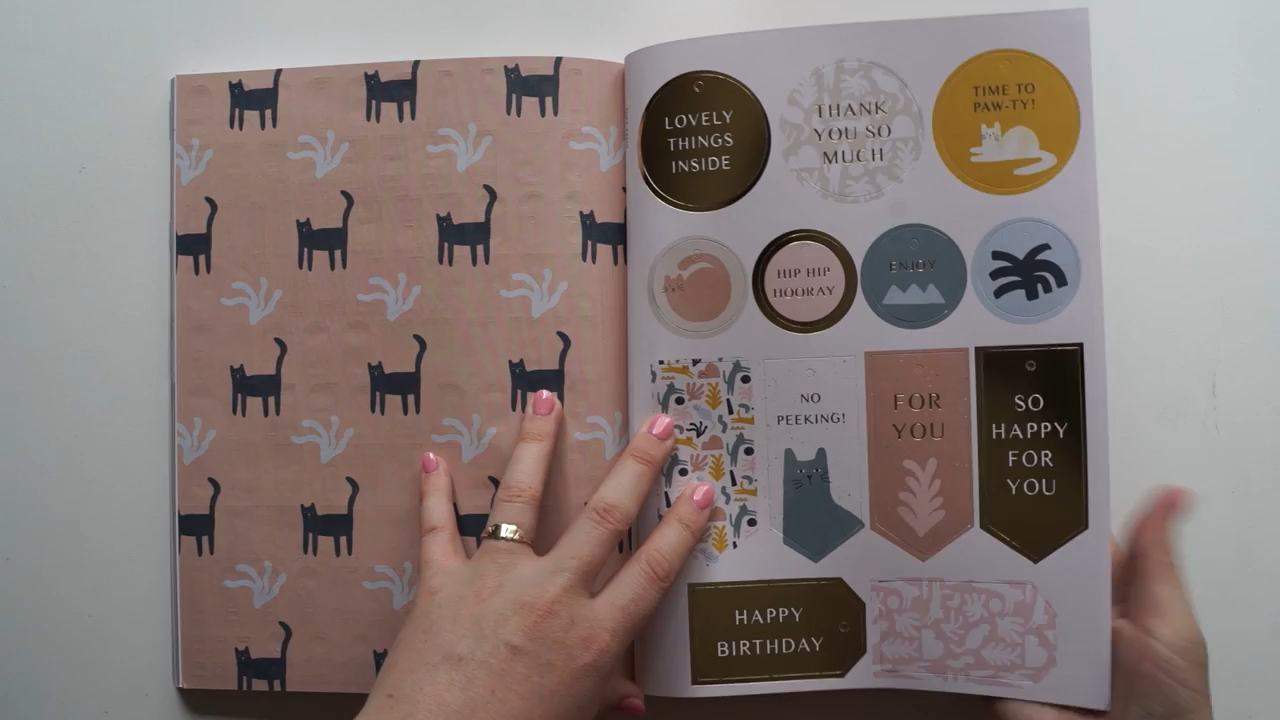 LOVELY
THINGS
INSIDE
THANK
YOU SO
MUCH
TIME TO
PAW-TY!
HIP HIP
HOORAY
ENJOY
NO
PEEKING!
FOR
YOU
SO
HAPPY
FOR
YOU
HAPPY
BIRTHDAY